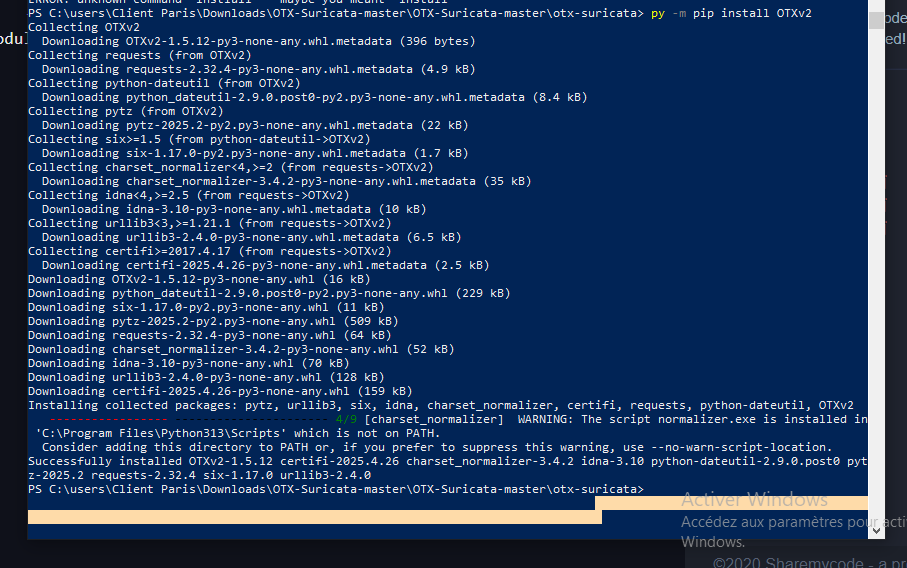 PS C:\users\Client Paris\Downloads\OTX-Suricata-master\OTX-Suricata-master\otx-suricata> py -m pip install OTXv2
Collecting OTXv2
  Downloading OTXv2-1.5.12-py3-none-any.whl.metadata (396 bytes)
Collecting requests (from OTXv2)
  Downloading requests-2.32.4-py3-none-any.whl.metadata (4.9 kB)
Collecting python-dateutil (from OTXv2)
  Downloading python_dateutil-2.9.0.post0-py2.py3-none-any.whl.metadata (8.4 kB)
Collecting pytz (from OTXv2)
  Downloading pytz-2025.2-py2.py3-none-any.whl.metadata (22 kB)
Collecting six>=1.5 (from python-dateutil->OTXv2)
  Downloading six-1.17.0-py2.py3-none-any.whl.metadata (1.7 kB)
Collecting charset_normalizer<4,>=2 (from requests->OTXv2)
  Downloading charset_normalizer-3.4.2-py3-none-any.whl.metadata (35 kB)
Collecting idna<4,>=2.5 (from requests->OTXv2)
  Downloading idna-3.10-py3-none-any.whl.metadata (10 kB)
Collecting urllib3<3,>=1.21.1 (from requests->OTXv2)
  Downloading urllib3-2.4.0-py3-none-any.whl.metadata (6.5 kB)
Collecting certifi>=2017.4.17 (from requests->OTXv2)
  Downloading certifi-2025.4.26-py3-none-any.whl.metadata (2.5 kB)
Downloading OTXv2-1.5.12-py3-none-any.whl (16 kB)
Downloading python_dateutil-2.9.0.post0-py2.py3-none-any.whl (229 kB)
Downloading six-1.17.0-py2.py3-none-any.whl (11 kB)
Downloading pytz-2025.2-py2.py3-none-any.whl (509 kB)
Downloading requests-2.32.4-py3-none-any.whl (64 kB)
Downloading charset_normalizer-3.4.2-py3-none-any.whl (52 kB)
Downloading idna-3.10-py3-none-any.whl (70 kB)
Downloading urllib3-2.4.0-py3-none-any.whl (128 kB)
Downloading certifi-2025.4.26-py3-none-any.whl (159 kB)
Installing collected packages: pytz, urllib3, six, idna, charset_normalizer, certifi, requests, python-dateutil, OTXv2
4/9 [charset_normalizer]  WARNING: The script normalizer.exe is installed in
 'C:\Program Files\Python313\Scripts' which is not on PATH.
  Consider adding this directory to PATH or, if you prefer to suppress this warning, use --no-warn-script-location.
Successfully installed OTXv2-1.5.12 certifi-2025.4.26 charset_normalizer-3.4.2 idna-3.10 python-dateutil-2.9.0.post0 pyt
z-2025.2 requests-2.32.4 six-1.17.0 urllib3-2.4.0
PS C:\users\Client Paris\Downloads\OTX-Suricata-master\OTX-Suricata-master\otx-suricata>
Activer Windows
Accédez aux paramètres pour acti
Windows.
©2020 Sharemycode - a pr